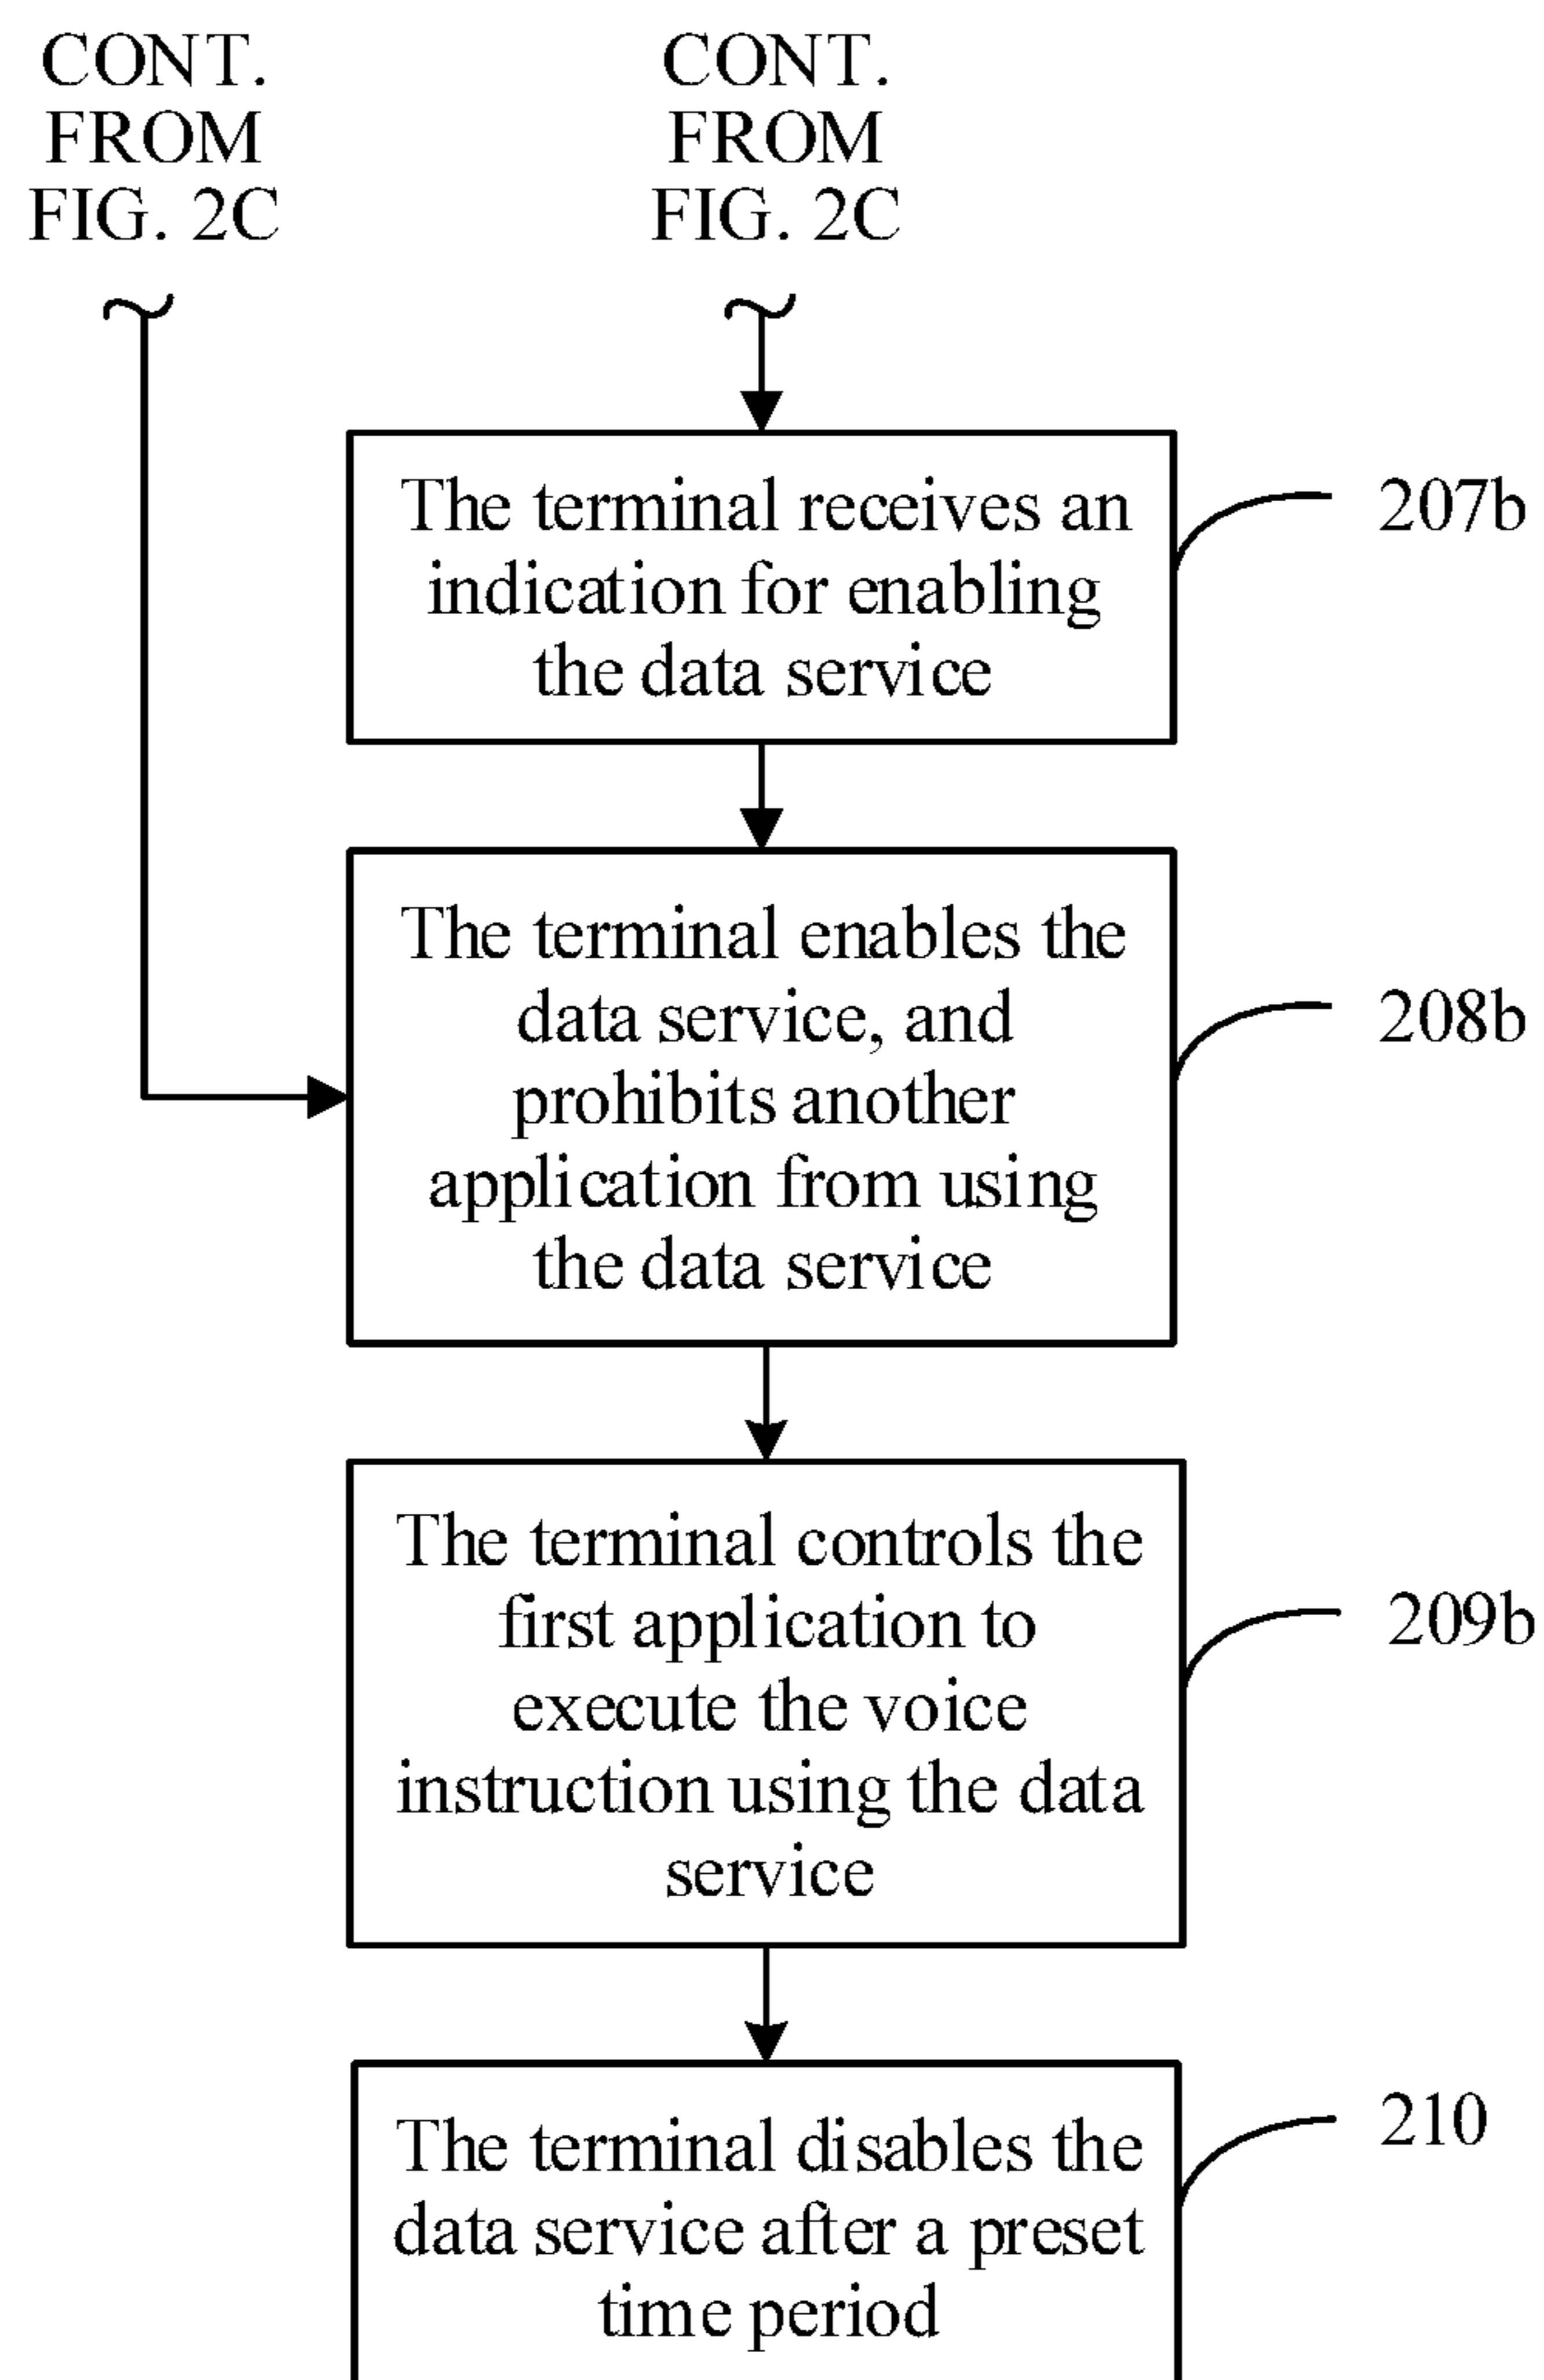 CONT.
FROM
FIG. 2C
CONT.
FROM
FIG. 2C
The terminal receives an
indication for enabling
the data service
207b
The terminal enables the
data service, and
prohibits another
application from using
the data service
208b
The terminal controls the
first application to
execute the voice
instruction using the data
service
209b
The terminal disables the
data service after a preset
time period
210